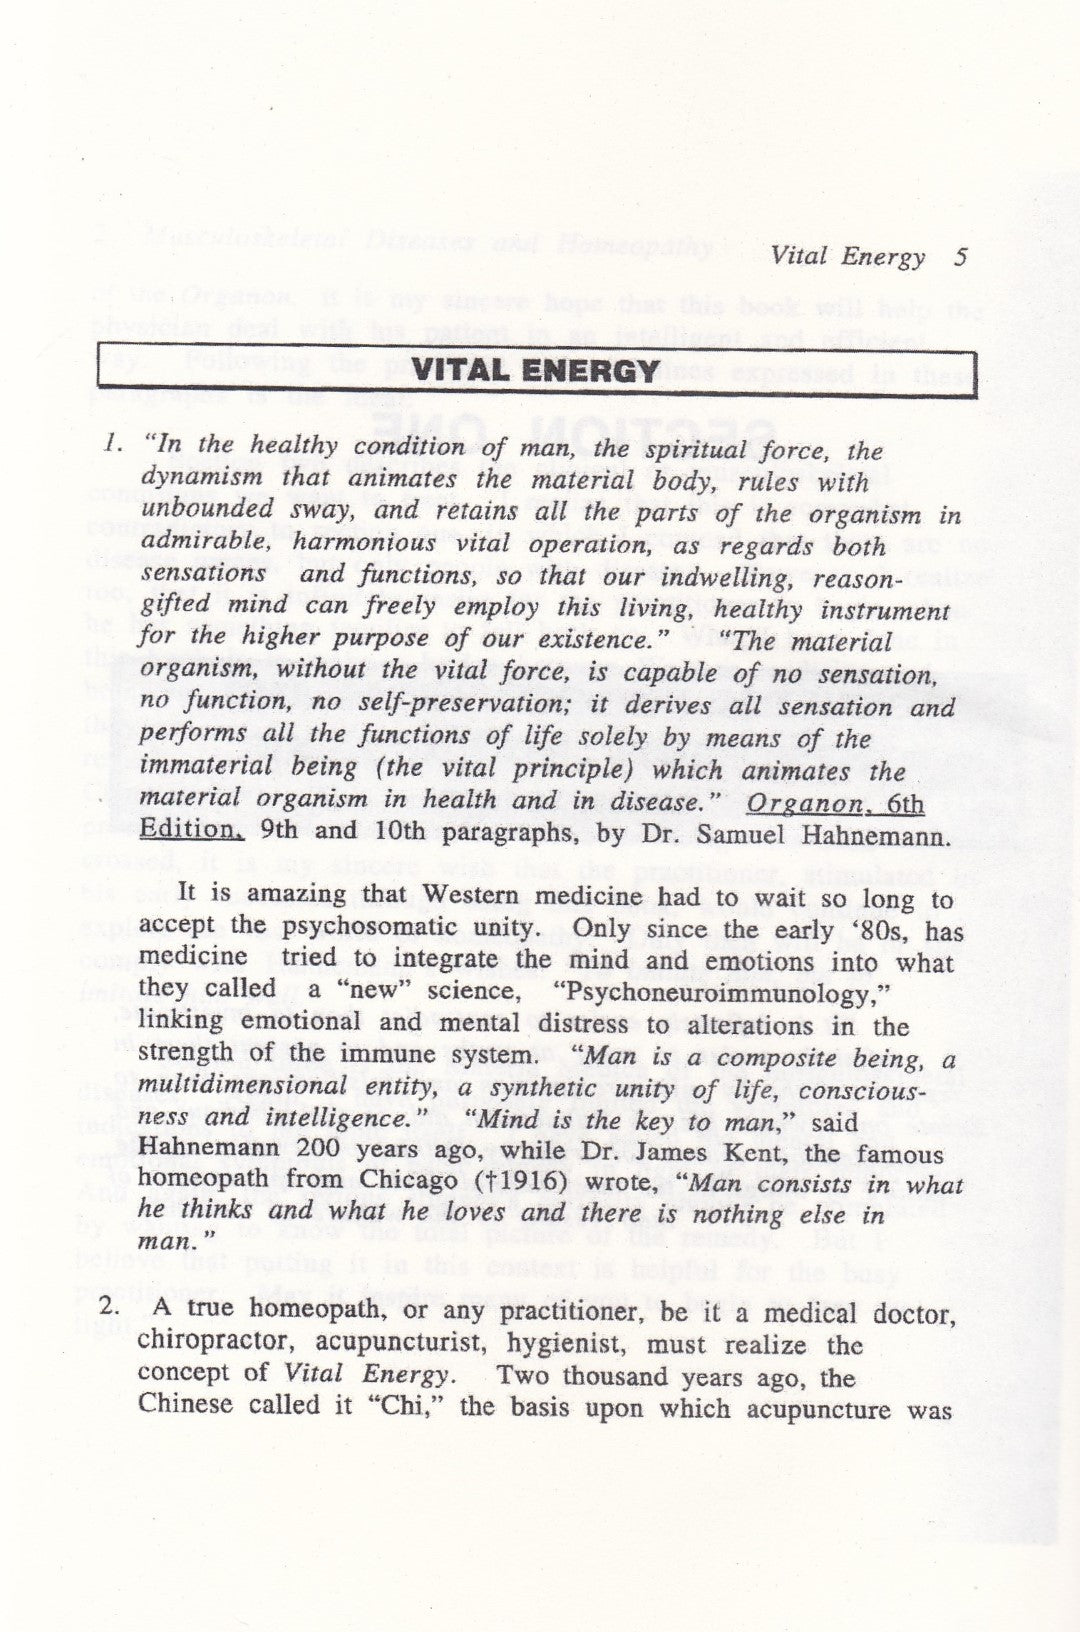 Vital Energy 5
VITAL ENERGY
1. “In the healthy condition of man, the spiritual force, the
dynamism that animates the material body, rules with
unbounded sway, and retains all the parts of the organism in
admirable, harmonious vital operation, as regards both
sensations and functions, so that our indwelling, reason-
gifted mind can freely employ this living, healthy instrument
for the higher purpose of our existence.” “The material
organism, without the vital force, is capable of no sensation,
no function, no self-preservation; it derives all sensation and
performs all the functions of life solely by means of the
immaterial being (the vital principle) which animates the
material organism in health and in disease.” Organon, 6th
Edition, 9th and 10th paragraphs, by Dr. Samuel Hahnemann.
It is amazing that Western medicine had to wait so long to
accept the psychosomatic unity. Only since the early ‘80s, has
medicine tried to integrate the mind and emotions into what
they called a “new” science, “Psychoneuroimmunology,”
linking emotional and mental distress to alterations in the
strength of the immune system. “Man is a composite being, a
multidimensional entity, a synthetic unity of life, conscious-
ness and intelligence.” “Mind is the key to man,” said
Hahnemann 200 years ago, while Dr. James Kent, the famous
homeopath from Chicago (†1916) wrote, “Man consists in what
he thinks and what he loves and there is nothing else in
man.”
2. A true homeopath, or any practitioner, be it a medical doctor,
chiropractor, acupuncturist, hygienist, must realize the
concept of Vital Energy. Two thousand years ago, the
Chinese called it “Chi,” the basis upon which acupuncture was